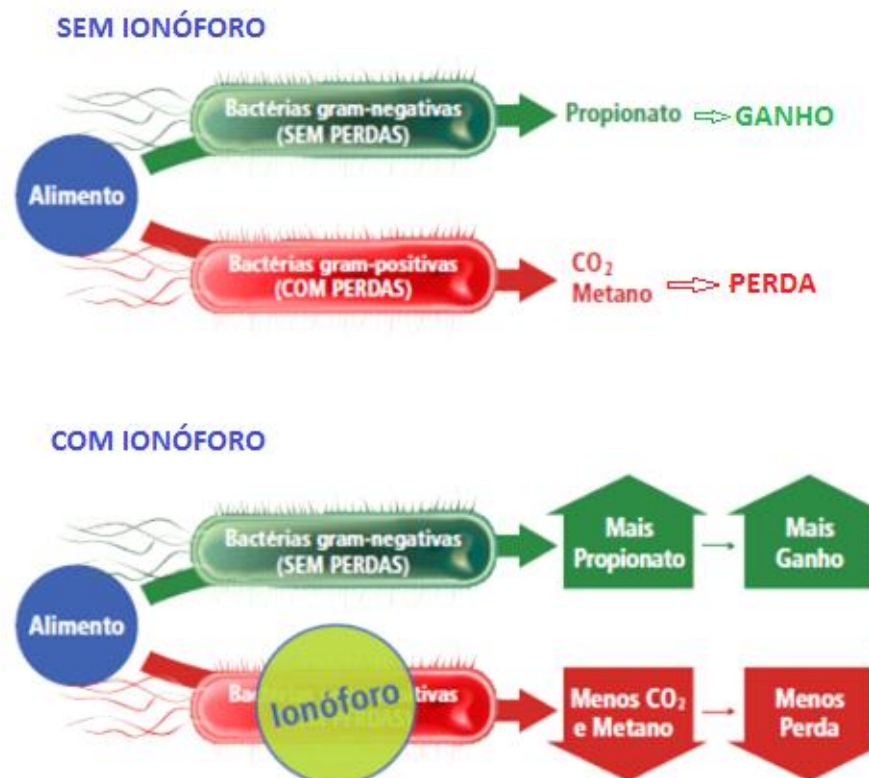 SEM IONÓFORO
Bactérias gram-negativas
(SEM PERDAS)
Propionato
GANHO
Alimento
Bactérias gram-positivas
(COM PERDAS)
CO₂
Metano
PERDA
COM IONÓFORO
Bactérias gram-negativas
(SEM PERDAS)
Mais
Propionato
Mais
Ganho
Alimento
Ionóforo
Menos CO₂
e Metano
Menos
Perda